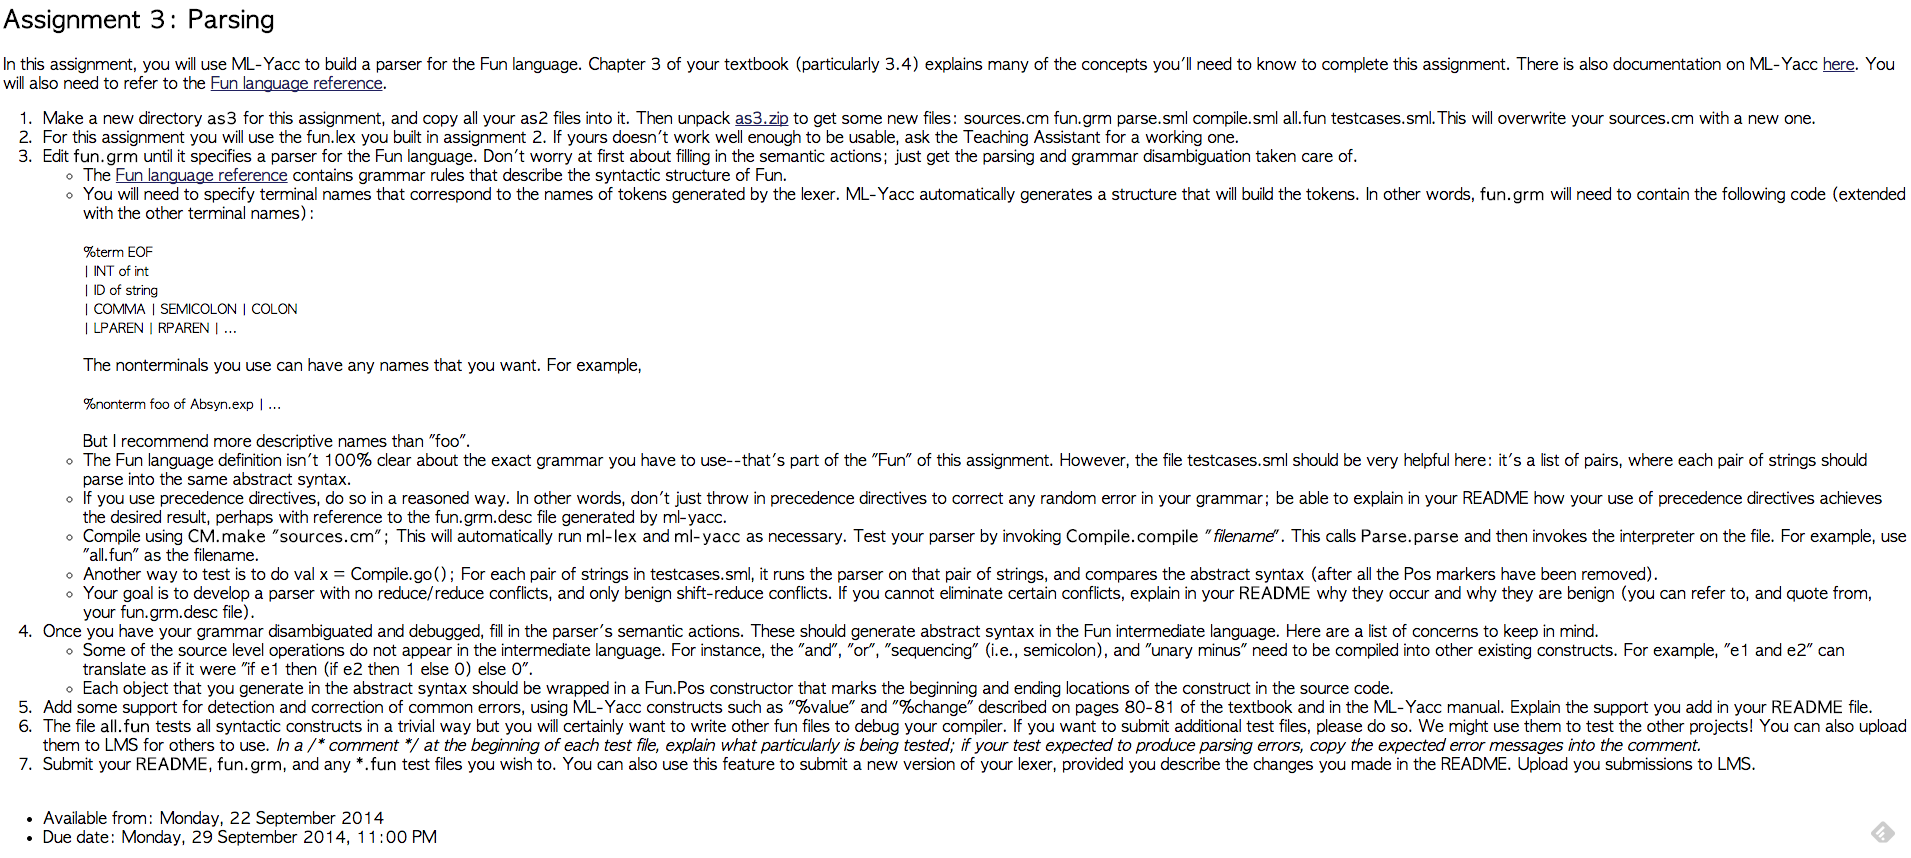 Assignment 3: Parsing
In this assignment, you will use ML-Yacc to build a parser for the Fun language. Chapter 3 of your textbook (particularly 3.4) explains many of the concepts you'll need to know to complete this assignment. There is also documentation on ML-Yacc here. You
will also need to refer to the Fun language reference.
1. Make a new directory as3 for this assignment, and copy all your as2 files into it. Then unpack as3.zip to get some new files: sources.cm fun.grm parse.sml compile.sml all.fun testcases.sml.This will overwrite your sources.cm with a new one.
2. For this assignment you will use the fun.lex you built in assignment 2. If yours doesn't work well enough to be usable, ask the Teaching Assistant for a working one.
3. Edit fun.grm until it specifies a parser for the Fun language. Don't worry at first about filling in the semantic actions; just get the parsing and grammar disambiguation taken care of.
◦ The Fun language reference contains grammar rules that describe the syntactic structure of Fun.
◦ You will need to specify terminal names that correspond to the names of tokens generated by the lexer. ML-Yacc automatically generates a structure that will build the tokens. In other words, fun.grm will need to contain the following code (extended
with the other terminal names):
%term EOF
| INT of int
| ID of string
| COMMA | SEMICOLON | COLON
| LPAREN | RPAREN | ...
The nonterminals you use can have any names that you want. For example,
%nonterm foo of Absyn.exp | ...
But I recommend more descriptive names than "foo".
◦ The Fun language definition isn't 100% clear about the exact grammar you have to use--that's part of the "Fun" of this assignment. However, the file testcases.sml should be very helpful here: it's a list of pairs, where each pair of strings should
parse into the same abstract syntax.
◦ If you use precedence directives, do so in a reasoned way. In other words, don't just throw in precedence directives to correct any random error in your grammar; be able to explain in your README how your use of precedence directives achieves
the desired result, perhaps with reference to the fun.grm.desc file generated by ml-yacc.
◦ Compile using CM.make "sources.cm"; This will automatically run ml-lex and ml-yacc as necessary. Test your parser by invoking Compile.compile "filename". This calls Parse.parse and then invokes the interpreter on the file. For example, use
"all.fun" as the filename.
◦ Another way to test is to do val x = Compile.go(); For each pair of strings in testcases.sml, it runs the parser on that pair of strings, and compares the abstract syntax (after all the Pos markers have been removed).
◦ Your goal is to develop a parser with no reduce/reduce conflicts, and only benign shift-reduce conflicts. If you cannot eliminate certain conflicts, explain in your README why they occur and why they are benign (you can refer to, and quote from,
your fun.grm.desc file).
4. Once you have your grammar disambiguated and debugged, fill in the parser's semantic actions. These should generate abstract syntax in the Fun intermediate language. Here are a list of concerns to keep in mind.
◦ Some of the source level operations do not appear in the intermediate language. For instance, the "and", "or", "sequencing" (i.e., semicolon), and "unary minus" need to be compiled into other existing constructs. For example, "e1 and e2" can
translate as if it were "if e1 then (if e2 then 1 else 0) else 0".
◦ Each object that you generate in the abstract syntax should be wrapped in a Fun.Pos constructor that marks the beginning and ending locations of the construct in the source code.
5. Add some support for detection and correction of common errors, using ML-Yacc constructs such as "%value" and "%change" described on pages 80-81 of the textbook and in the ML-Yacc manual. Explain the support you add in your README file.
6. The file all.fun tests all syntactic constructs in a trivial way but you will certainly want to write other fun files to debug your compiler. If you want to submit additional test files, please do so. We might use them to test the other projects! You can also upload
them to LMS for others to use. In a /* comment */ at the beginning of each test file, explain what particularly is being tested; if your test expected to produce parsing errors, copy the expected error messages into the comment.
7. Submit your README, fun.grm, and any *.fun test files you wish to. You can also use this feature to submit a new version of your lexer, provided you describe the changes you made in the README. Upload you submissions to LMS.
• Available from: Monday, 22 September 2014
• Due date: Monday, 29 September 2014, 11:00 PM